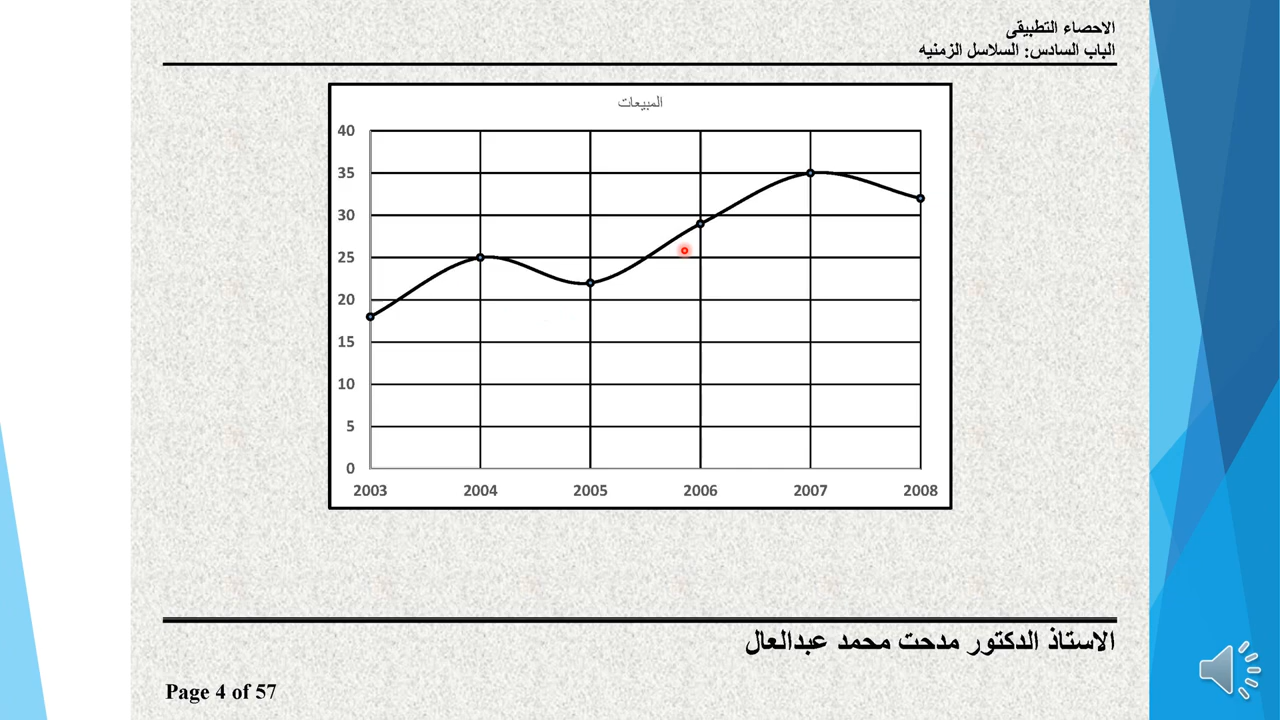 الاحصاء التطبيقى
الباب السادس: السلاسل الزمنيه
المبيعات
40
35
30
25
20
15
10
5
0
2003 2004 2005 2006 2007 2008
الاستاذ الدكتور مدحت محمد عبدالعال
Page 4 of 57